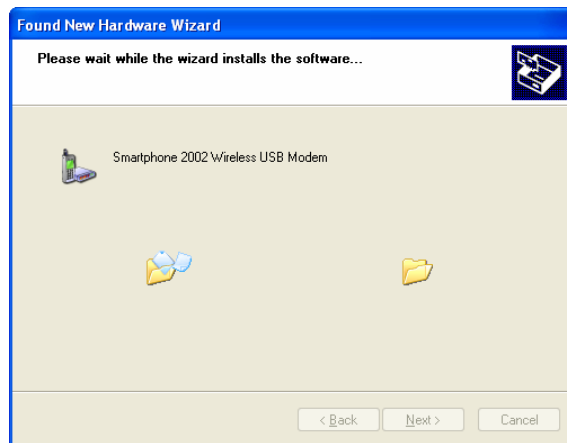 Found New Hardware Wizard
Please wait while the wizard installs the software...
Smartphone 2002 Wireless USB Modem
< Back
Next >
Cancel